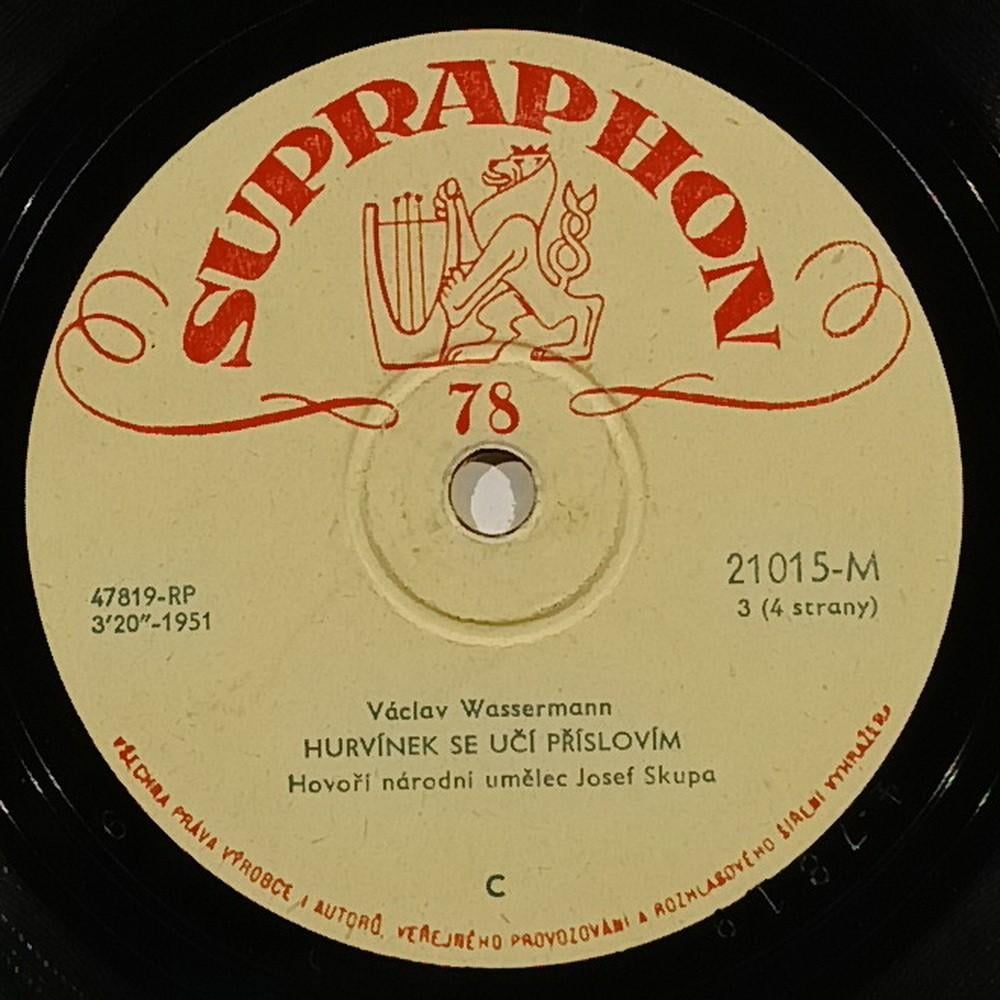 SUPRAPHON
78
47819-RP
3'20"-1951
21015-M
3 (4 strany)
Václav Wassermann
HURVÍNEK SE UČÍ PŘÍSLOVÍM
Hovoří národní umělec Josef Skupa
C
VŠECHNA PRÁVA VÝROBCE I AUTORŮ, VEŘEJNÉHO PROVOZOVÁNÍ A ROZHLASOVÉHO ŠÍŘENÍ VYHRAŽENA